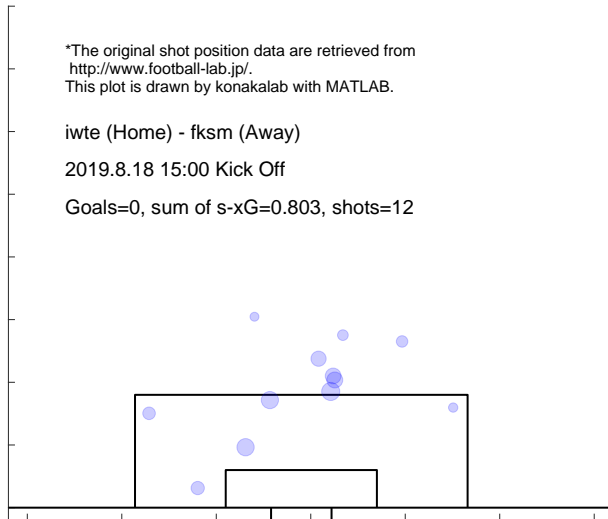 *The original shot position data are retrieved from
http://www.football-lab.jp/.
This plot is drawn by konakalab with MATLAB.
iwte (Home) - fksm (Away)
2019.8.18 15:00 Kick Off
Goals=0, sum of s-xG=0.803, shots=12